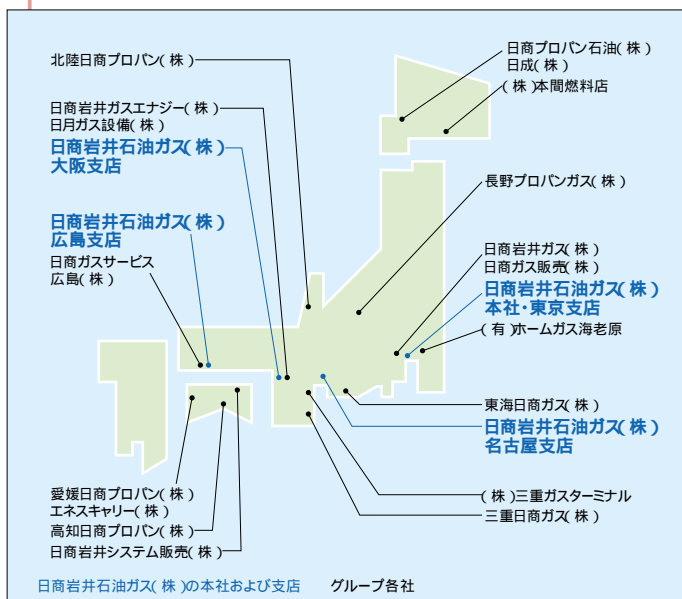 北陸日商プロパン(株)
日商岩井ガスエナジー(株)
日月ガス設備(株)
日商岩井石油ガス(株)
大阪支店
日商岩井石油ガス(株)
広島支店
日商ガスサービス
広島(株)
日商プロパン石油(株)
日成(株)
(株)本間燃料店
長野プロパンガス(株)
日商岩井ガス(株)
日商ガス販売(株)
日商岩井石油ガス(株)
本社・東京支店
(有)ホームガス海老原
東海日商ガス(株)
日商岩井石油ガス(株)
名古屋支店
(株)三重ガスターミナル
三重日商ガス(株)
愛媛日商プロパン(株)
エネスキャリー(株)
高知日商プロパン(株)
日商岩井システム販売(株)
日商岩井石油ガス(株)の本社および支店 グループ各社